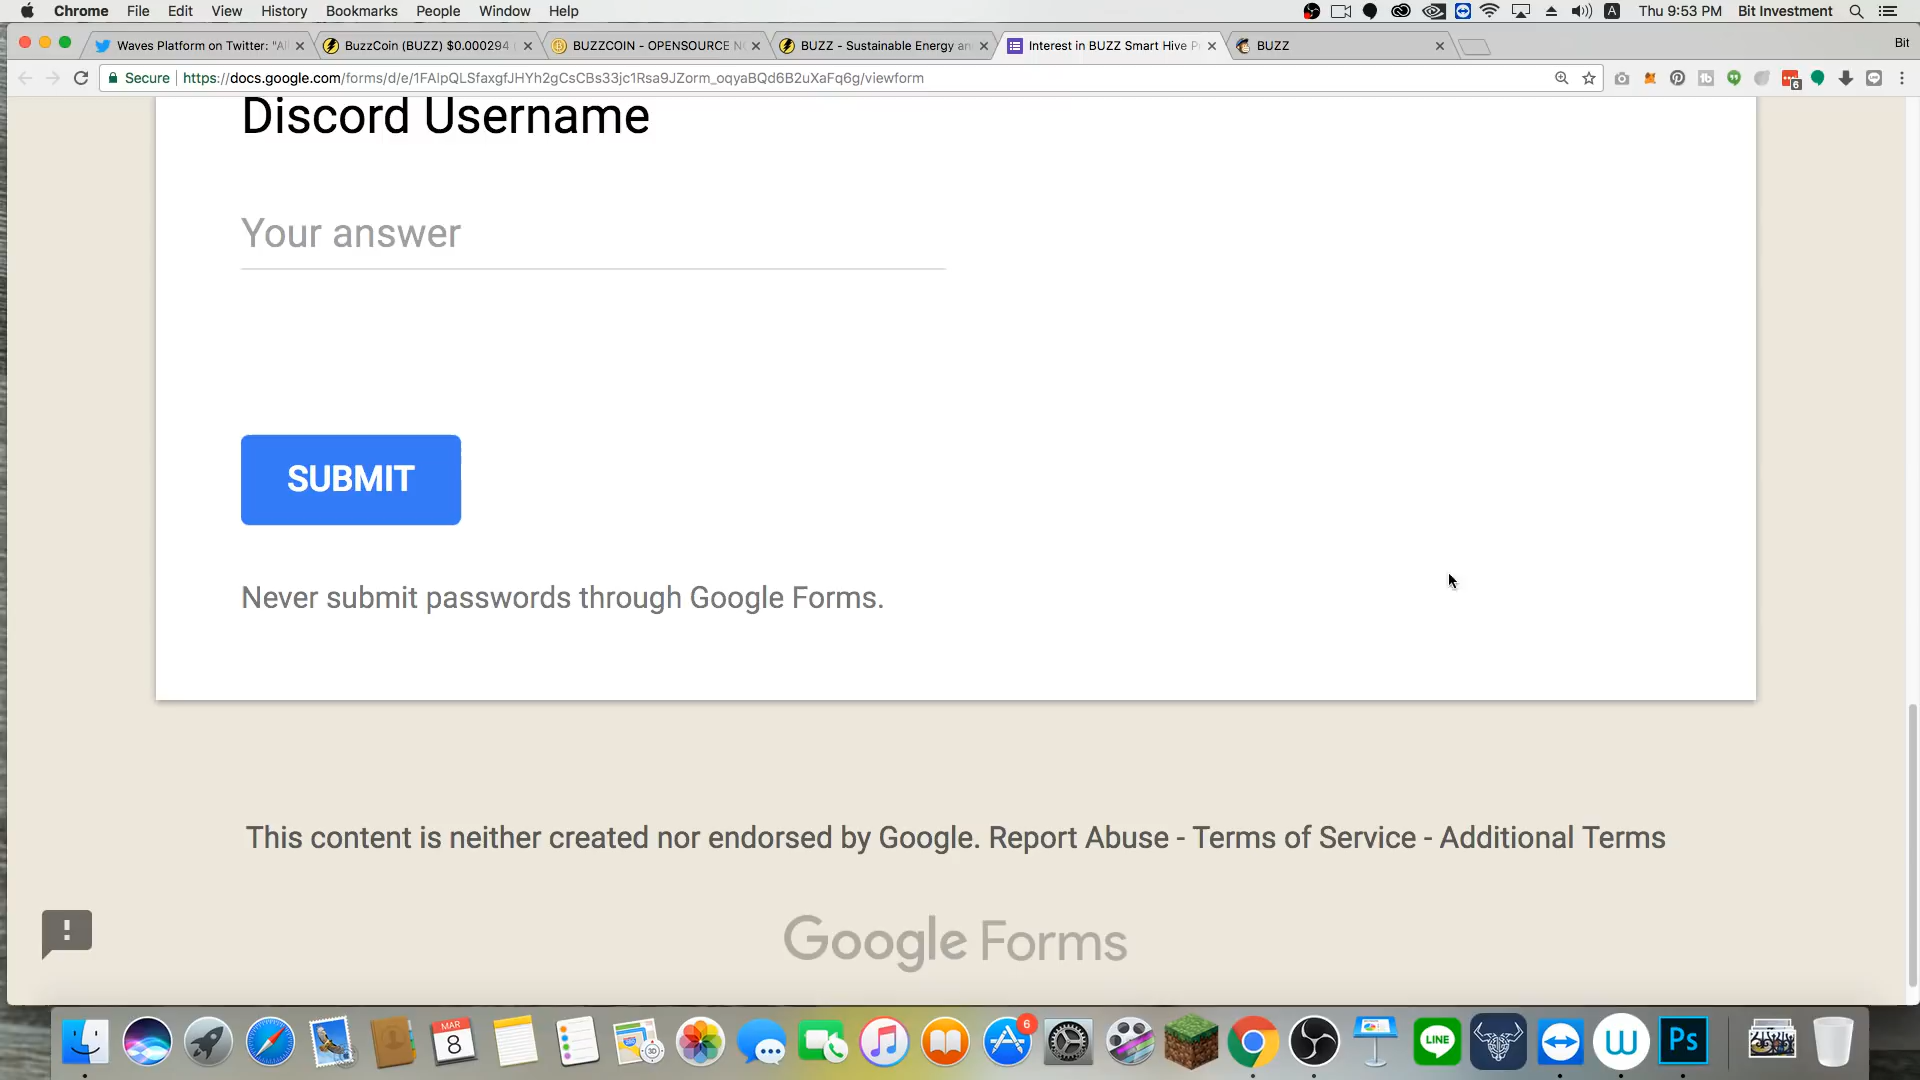 Chrome File Edit View History Bookmarks People Window Help
A Thu 9:53 PM Bit Investment
Waves Platform on Twitter: "Al
BuzzCoin (BUZZ) $0.000294
BUZZCOIN - OPENSOURCE N
BUZZ - Sustainable Energy an
Interest in BUZZ Smart Hive P
BUZZ
Bit
Secure https://docs.google.com/forms/d/e/1FAIpQLSfaxgfJHYh2gCsCBs33jc1Rsa9JZorm_oqyaBQd6B2uXaFq6g/viewform
6
Discord Username
Your answer
SUBMIT
Never submit passwords through Google Forms.
This content is neither created nor endorsed by Google. Report Abuse - Terms of Service - Additional Terms
!
Google Forms
MAR
8
3D
6
LINE
W
Ps